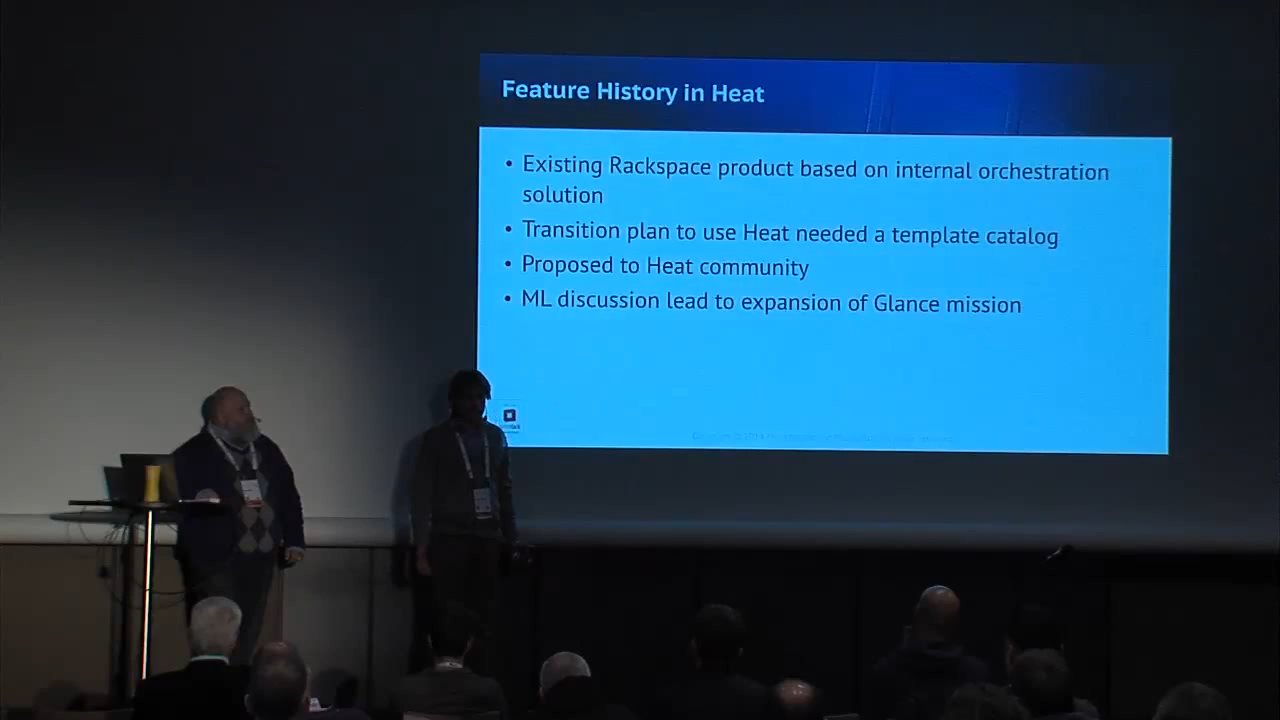 Feature History in Heat
• Existing Rackspace product based on internal orchestration
solution
• Transition plan to use Heat needed a template catalog
• Proposed to Heat community
• ML discussion lead to expansion of Glance mission